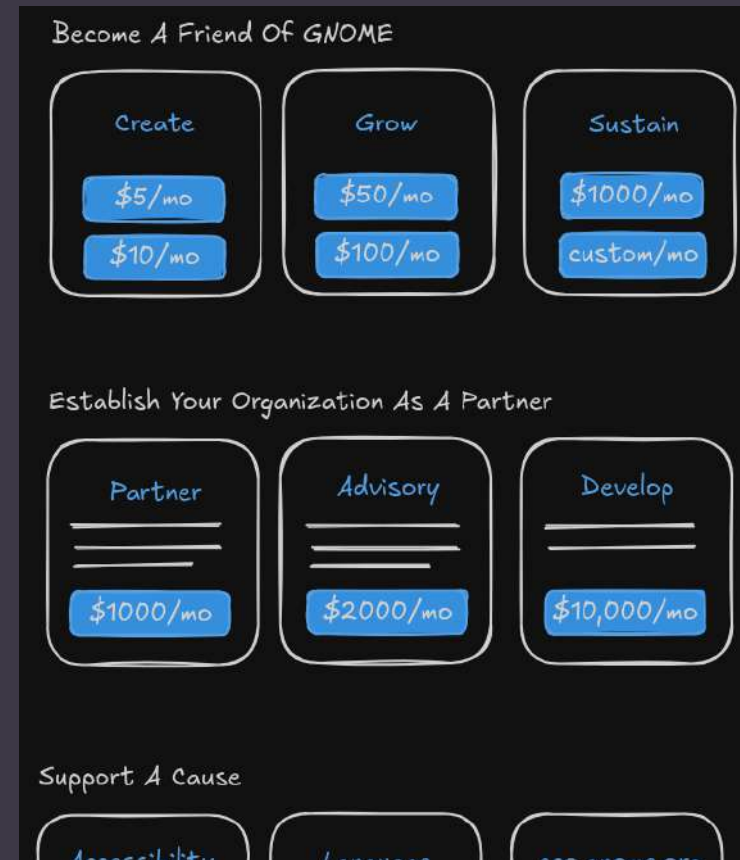 Become A Friend Of GNOME
Create
Grow
Sustain
$5/mo
$50/mo
$1000/mo
$10/mo
$100/mo
custom/mo
Establish Your Organization As A Partner
Partner
Advisory
Develop
$1000/mo
$2000/mo
$10,000/mo
Support A Cause
Accessibility